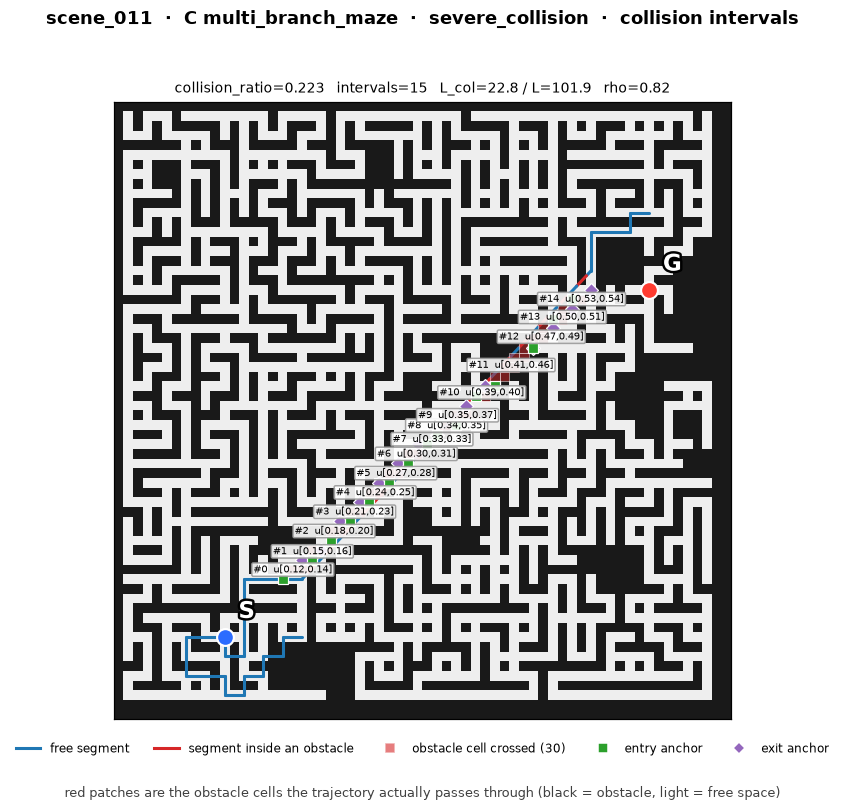 scene_011  ·  C multi_branch_maze  ·  severe_collision  ·  collision intervals
collision_ratio=0.223   intervals=15   L_col=22.8 / L=101.9   rho=0.82
G
#14  u[0.53,0.54]
#13  u[0.50,0.51]
#12  u[0.47,0.49]
#11  u[0.41,0.46]
#10  u[0.39,0.40]
#9  u[0.35,0.37]
#8  u[0.34,0.35]
#7  u[0.33,0.33]
#6  u[0.30,0.31]
#5  u[0.27,0.28]
#4  u[0.24,0.25]
#3  u[0.21,0.23]
#2  u[0.18,0.20]
#1  u[0.15,0.16]
#0  u[0.12,0.14]
S
free segment
segment inside an obstacle
obstacle cell crossed (30)
entry anchor
exit anchor
red patches are the obstacle cells the trajectory actually passes through (black = obstacle, light = free space)